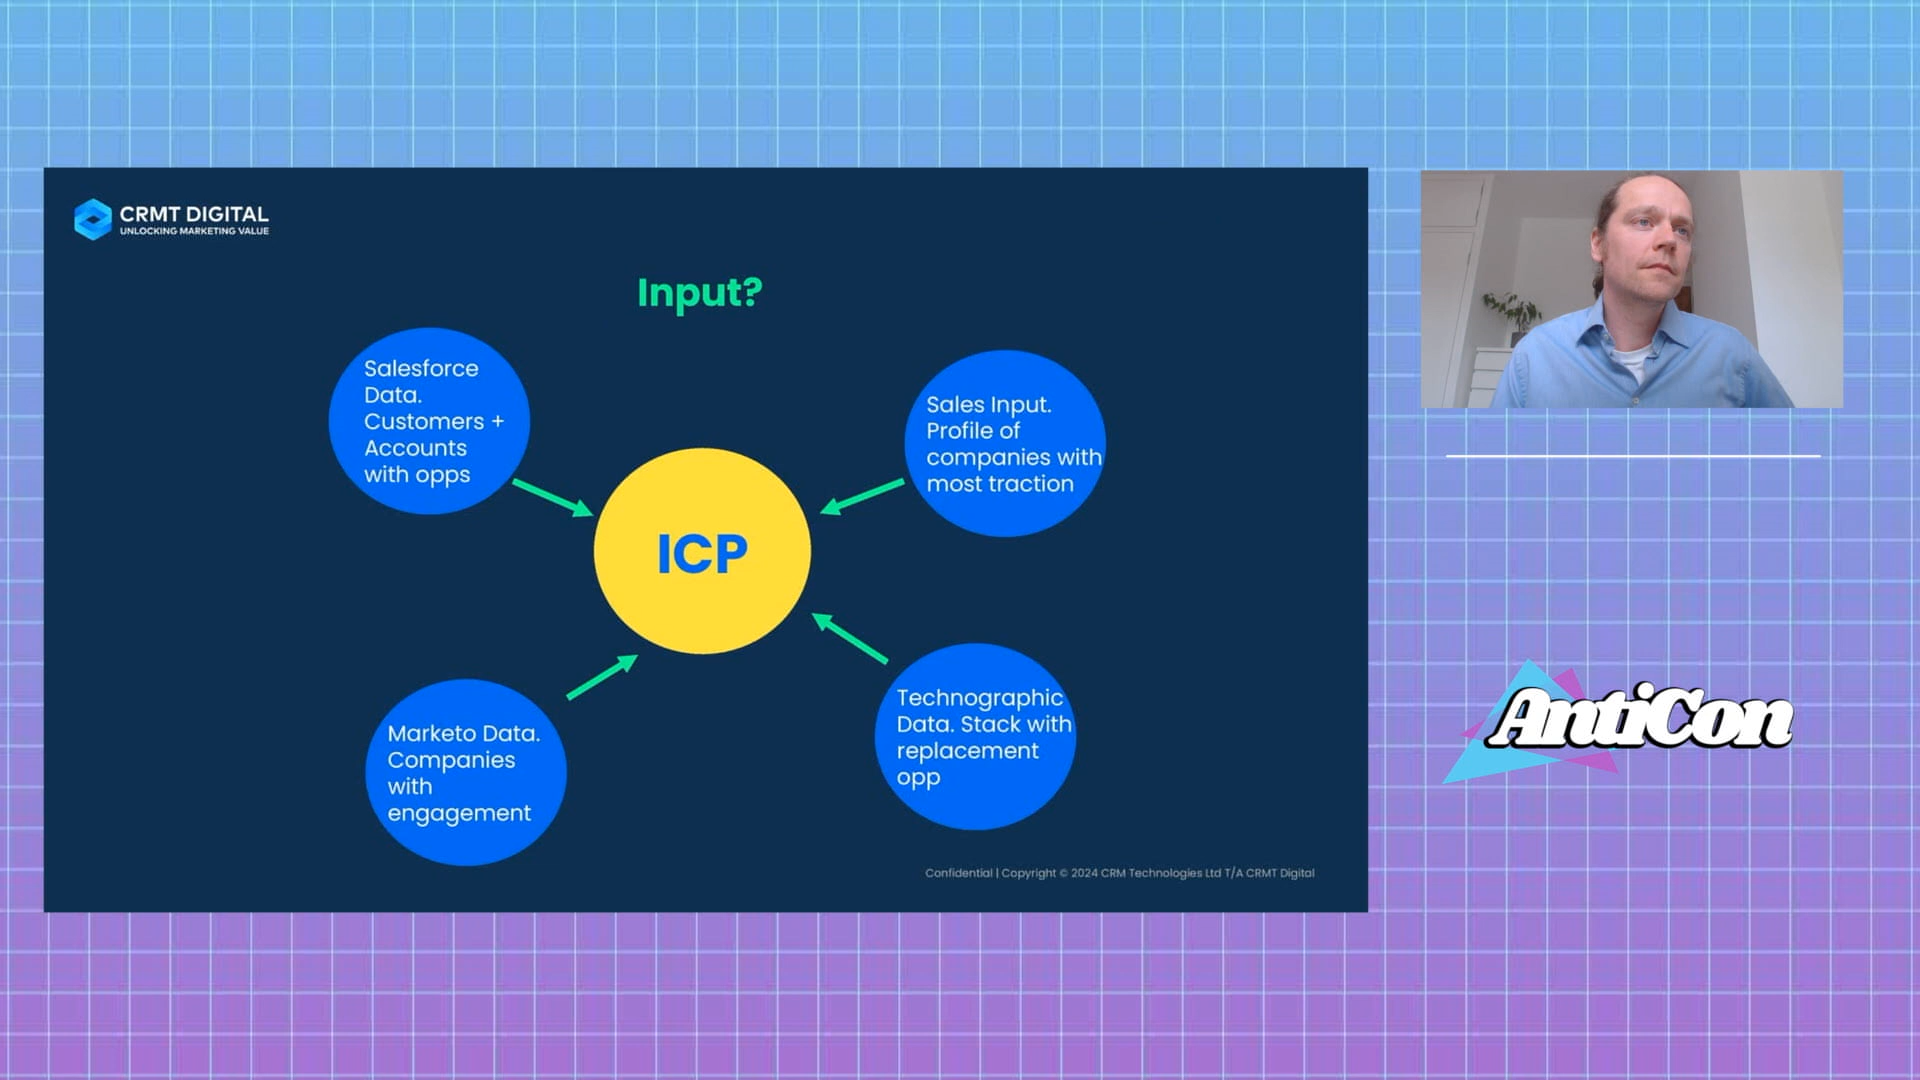 CRMT DIGITAL
UNLOCKING MARKETING VALUE
Input?
Salesforce
Data.
Customers +
Accounts
with opps
Sales Input.
Profile of
companies with
most traction
ICP
Marketo Data.
Companies
with
engagement
Technographic
Data. Stack with
replacement
opp
Confidential | Copyright © 2024 CRM Technologies Ltd T/A CRMT Digital
AntiCon